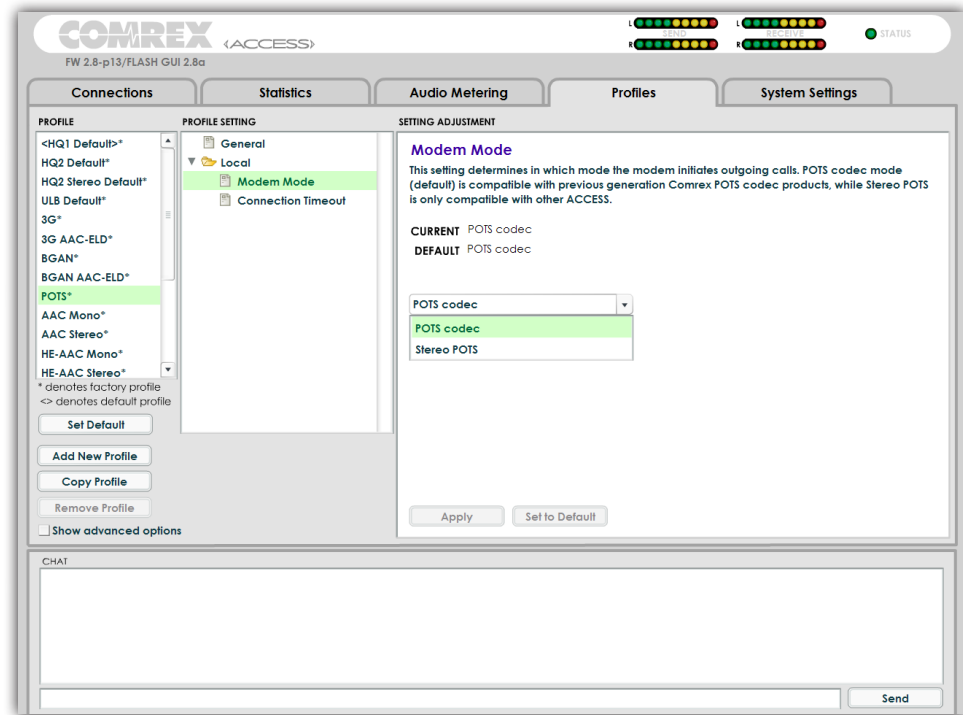 COMREX ‹ACCESS›
L
SEND
R
L
RECEIVE
R
STATUS
FW 2.8-p13/FLASH GUI 2.8a
Connections
Statistics
Audio Metering
Profiles
System Settings
PROFILE
<HQ1 Default>*
HQ2 Default*
HQ2 Stereo Default*
ULB Default*
3G*
3G AAC-ELD*
BGAN*
BGAN AAC-ELD*
POTS*
AAC Mono*
AAC Stereo*
HE-AAC Mono*
HE-AAC Stereo*
* denotes factory profile
<> denotes default profile
Set Default
Add New Profile
Copy Profile
Remove Profile
Show advanced options
PROFILE SETTING
General
Local
Modem Mode
Connection Timeout
SETTING ADJUSTMENT
Modem Mode
This setting determines in which mode the modem initiates outgoing calls. POTS codec mode
(default) is compatible with previous generation Comrex POTS codec products, while Stereo POTS
is only compatible with other ACCESS.
CURRENT POTS codec
DEFAULT POTS codec
POTS codec
POTS codec
Stereo POTS
Apply
Set to Default
CHAT
Send